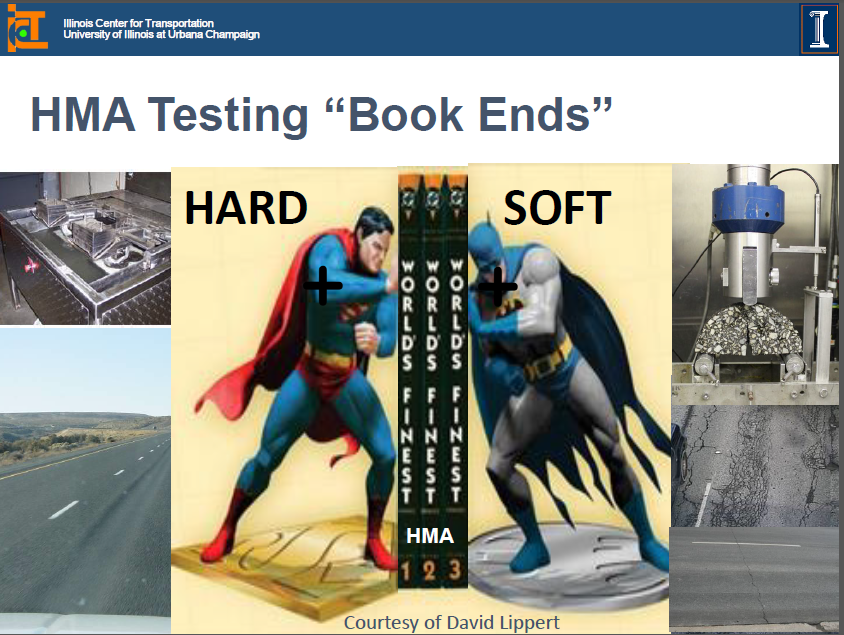 Illinois Center for Transportation
University of Illinois at Urbana Champaign
HMA Testing “Book Ends”
HARD
SOFT
+
+
WORLD'S FINEST
WORLD'S FINEST
WORLD'S FINEST
HMA
1 2 3
Courtesy of David Lippert